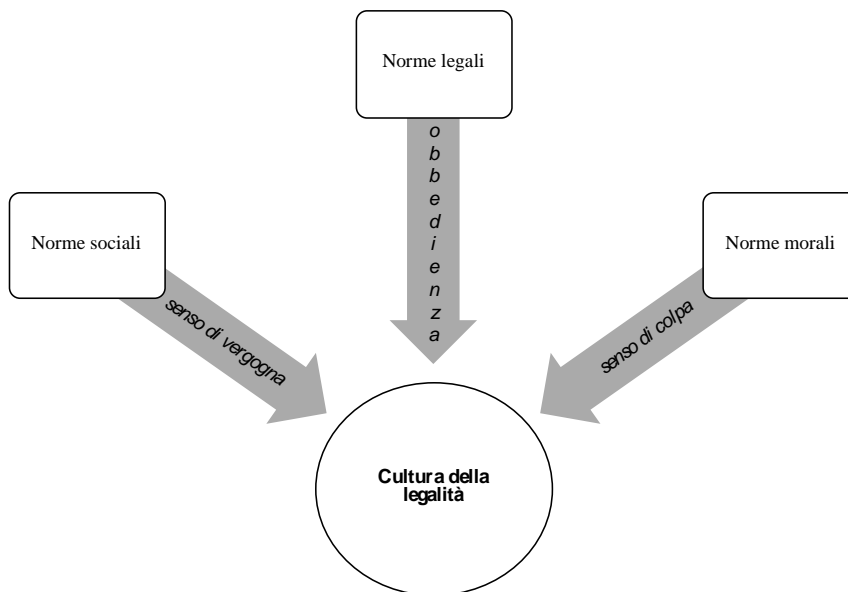 Norme legali
obbedienza
Norme sociali
Norme morali
senso di vergogna
senso di colpa
Cultura della
legalità